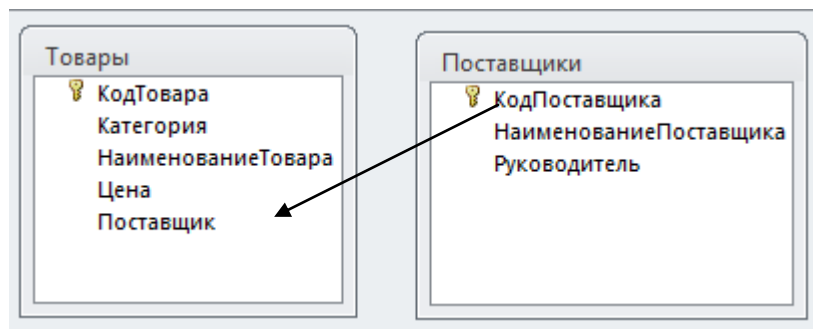 Товары
КодТовара
Категория
НаименованиеТовара
Цена
Поставщик
Поставщики
КодПоставщика
НаименованиеПоставщика
Руководитель